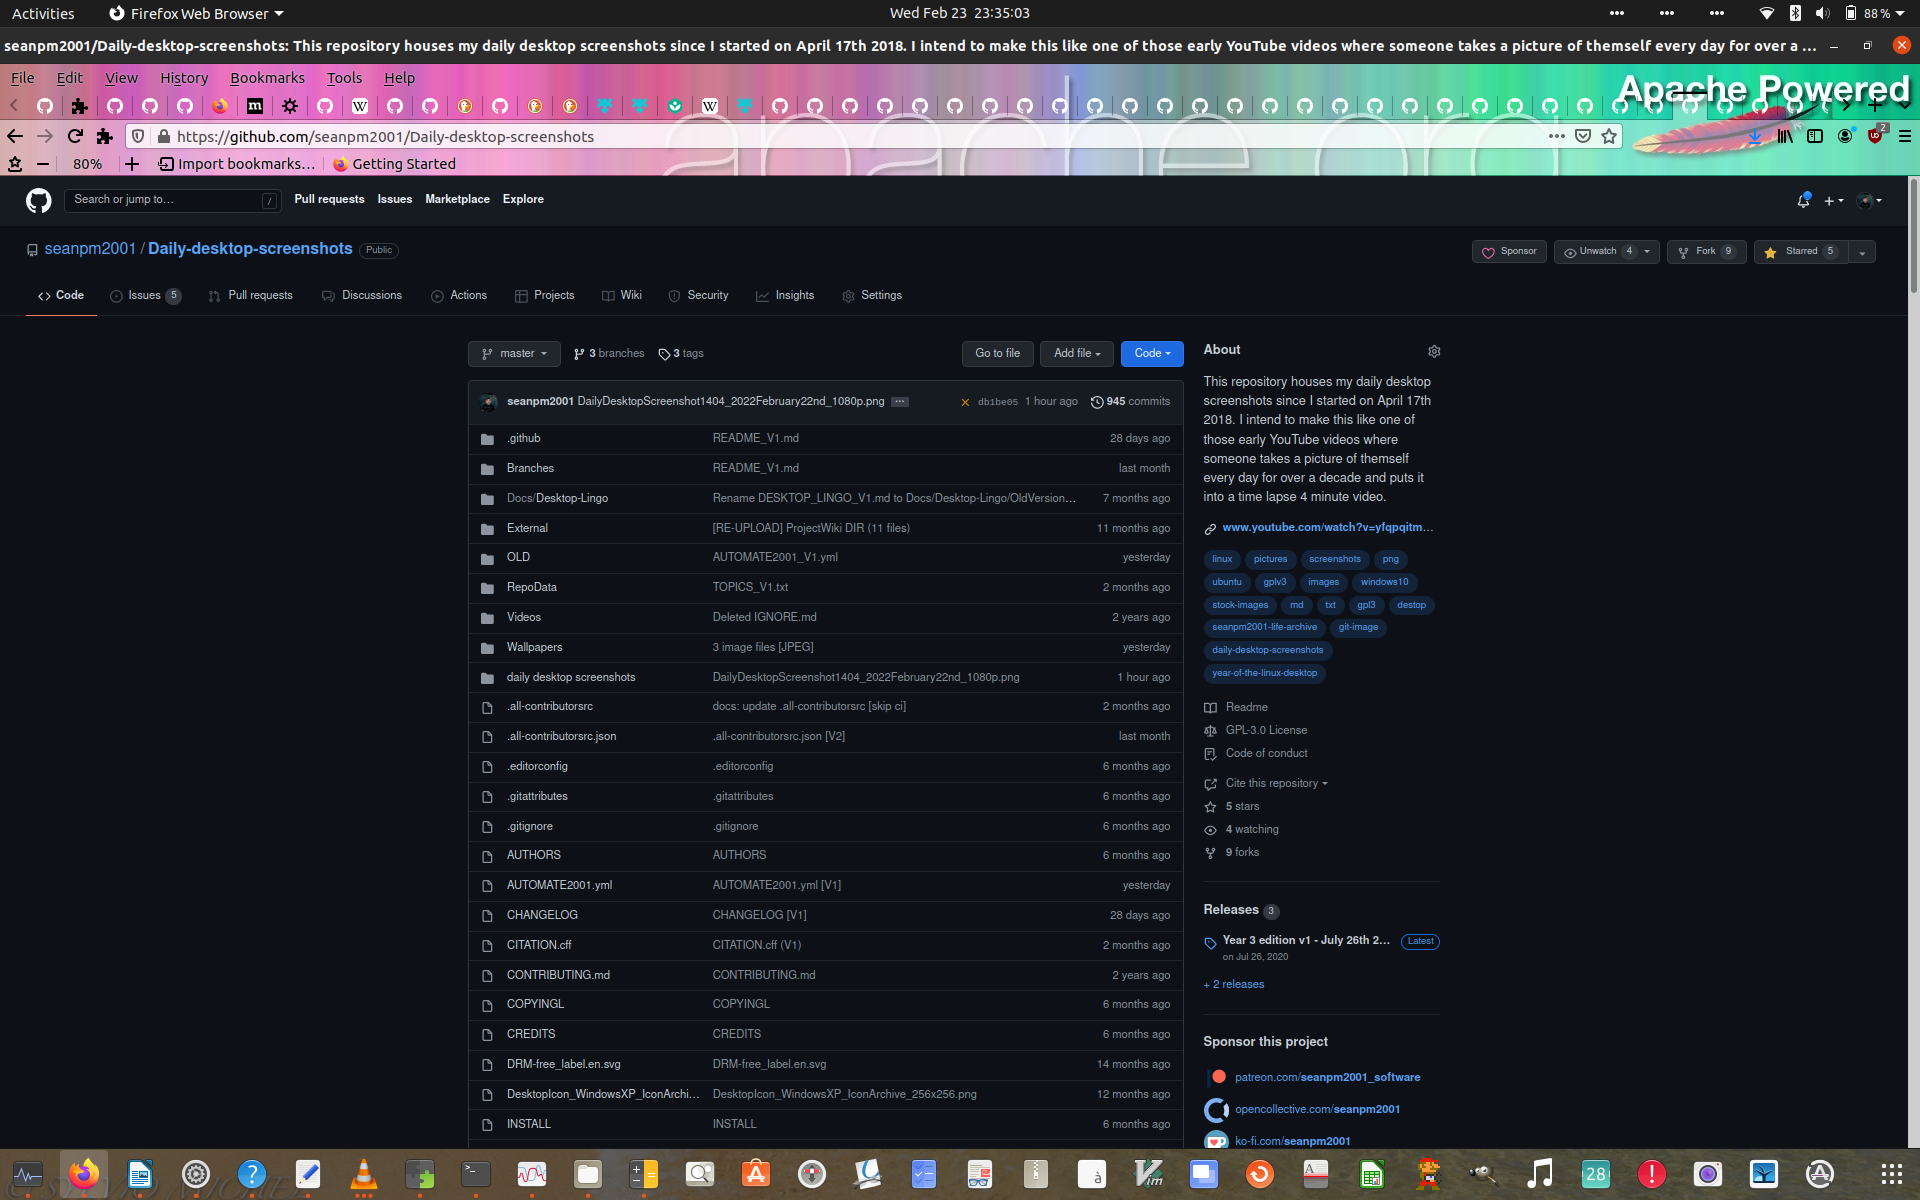 Activities
Firefox Web Browser
Wed Feb 23 23:35:03
88 %
seanpm2001/Daily-desktop-screenshots: This repository houses my daily desktop screenshots since I started on April 17th 2018. I intend to make this like one of those early YouTube videos where someone takes a picture of themself every day for over a ...
File Edit View History Bookmarks Tools Help
Apache Powered
https://github.com/seanpm2001/Daily-desktop-screenshots
80%
Import bookmarks...
Getting Started
Search or jump to...
/
Pull requests Issues Marketplace Explore
seanpm2001 / Daily-desktop-screenshots Public
Sponsor
Unwatch 4
Fork 9
Starred 5
Code
Issues 5
Pull requests
Discussions
Actions
Projects
Wiki
Security
Insights
Settings
master
3 branches
3 tags
Go to file
Add file
Code
seanpm2001 DailyDesktopScreenshot1404_2022February22nd_1080p.png ... db1be05 1 hour ago 945 commits
.github README_V1.md 28 days ago
Branches README_V1.md last month
Docs/Desktop-Lingo Rename DESKTOP_LINGO_V1.md to Docs/Desktop-Lingo/OldVersion... 7 months ago
External [RE-UPLOAD] ProjectWiki DIR (11 files) 11 months ago
OLD AUTOMATE2001_V1.yml yesterday
RepoData TOPICS_V1.txt 2 months ago
Videos Deleted IGNORE.md 2 years ago
Wallpapers 3 image files [JPEG] yesterday
daily desktop screenshots DailyDesktopScreenshot1404_2022February22nd_1080p.png 1 hour ago
.all-contributorsrc docs: update .all-contributorsrc [skip ci] 2 months ago
.all-contributorsrc.json .all-contributorsrc.json [V2] last month
.editorconfig .editorconfig 6 months ago
.gitattributes .gitattributes 6 months ago
.gitignore .gitignore 6 months ago
AUTHORS AUTHORS 6 months ago
AUTOMATE2001.yml AUTOMATE2001.yml [V1] yesterday
CHANGELOG CHANGELOG [V1] 28 days ago
CITATION.cff CITATION.cff (V1) 2 months ago
CONTRIBUTING.md CONTRIBUTING.md 2 years ago
COPYINGL COPYINGL 6 months ago
CREDITS CREDITS 6 months ago
DRM-free_label.en.svg DRM-free_label.en.svg 14 months ago
DesktopIcon_WindowsXP_IconArchi... DesktopIcon_WindowsXP_IconArchive_256x256.png 12 months ago
INSTALL INSTALL 6 months ago
About
This repository houses my daily desktop
screenshots since I started on April 17th
2018. I intend to make this like one of
those early YouTube videos where
someone takes a picture of themself
every day for over a decade and puts it
into a time lapse 4 minute video.
www.youtube.com/watch?v=yfqpqitm...
linux pictures screenshots png
ubuntu gplv3 images windows10
stock-images md txt gpl3 destop
seanpm2001-life-archive git-image
daily-desktop-screenshots
year-of-the-linux-desktop
Readme
GPL-3.0 License
Code of conduct
Cite this repository
5 stars
4 watching
9 forks
Releases 3
Year 3 edition v1 - July 26th 2... Latest
on Jul 26, 2020
+ 2 releases
Sponsor this project
patreon.com/seanpm2001_software
opencollective.com/seanpm2001
ko-fi.com/seanpm2001
28